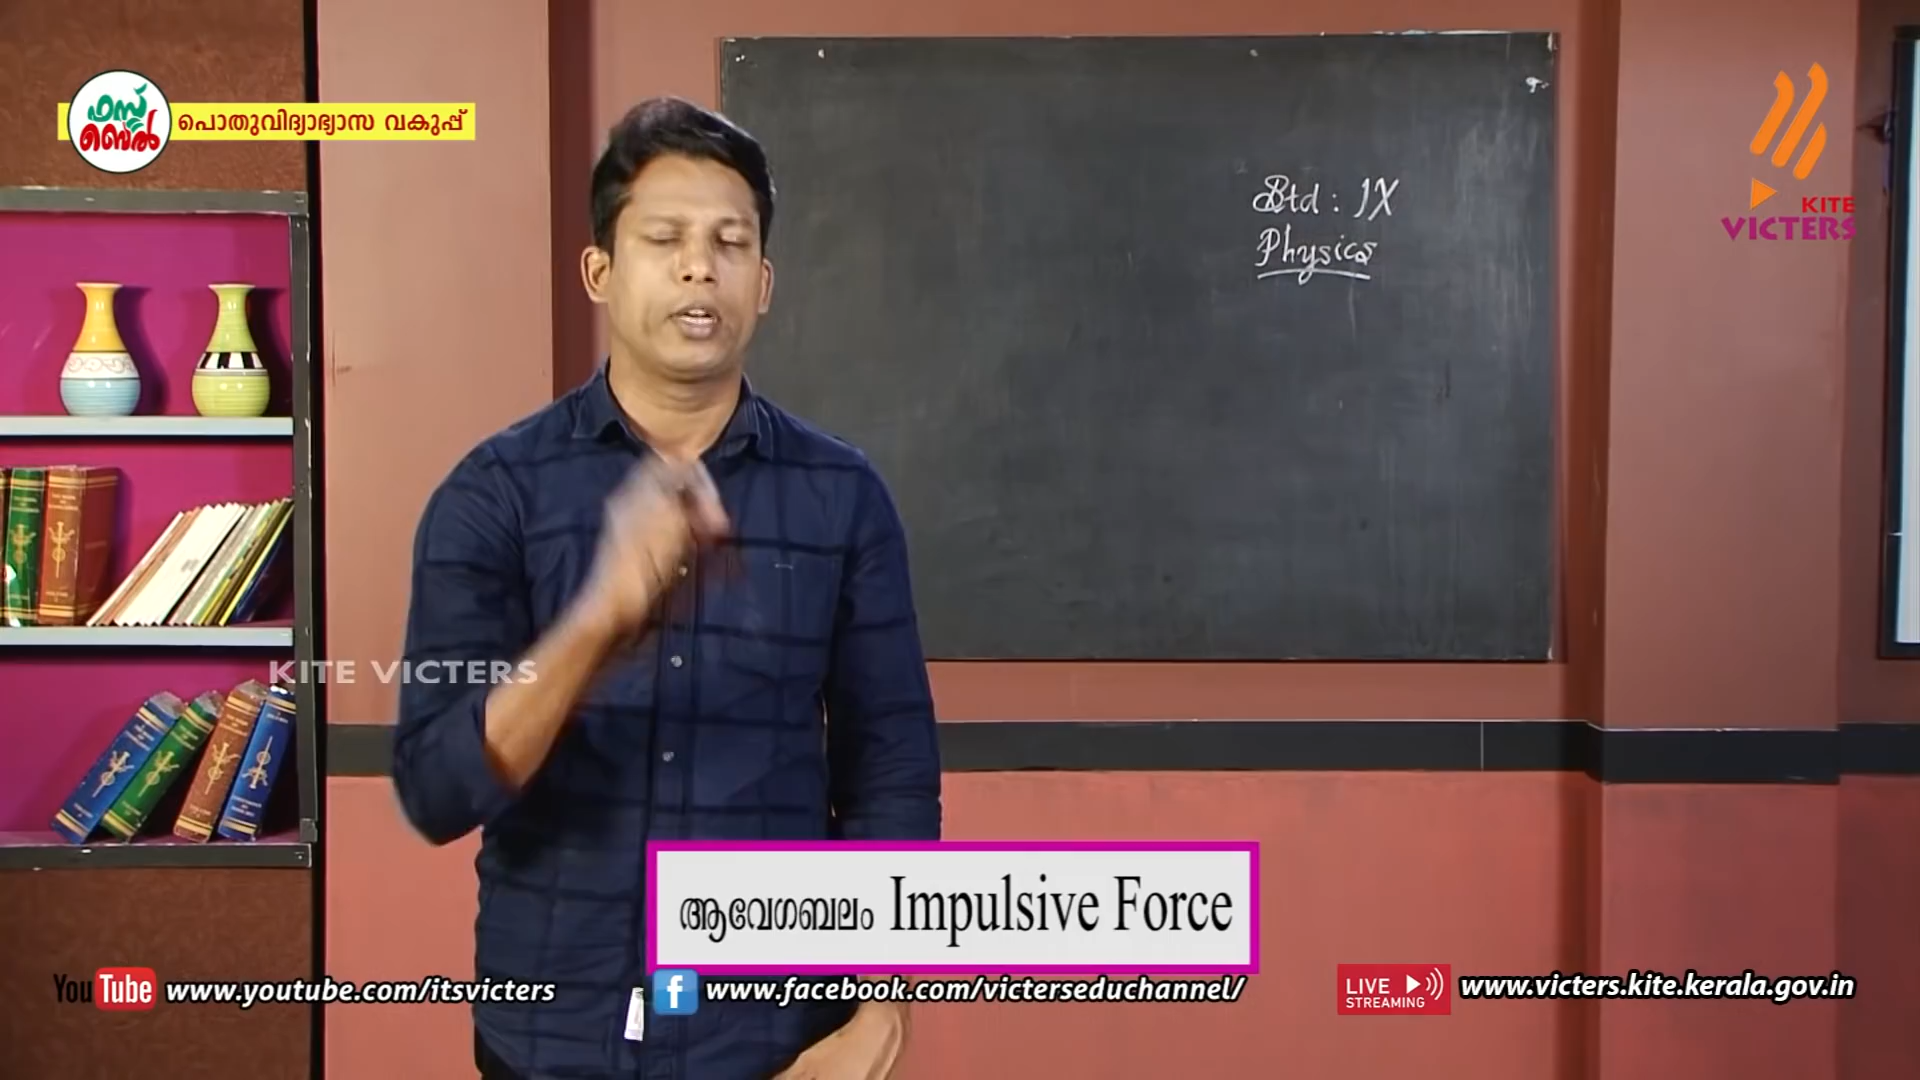 ഫസ്റ്റ്
ബെൽ
പൊതുവിദ്യാഭ്യാസ വകുപ്പ്
Std : IX
Physics
KITE
VICTERS
KITE VICTERS
ആവേഗബലം Impulsive Force
YouTube www.youtube.com/itsvicters
f www.facebook.com/victerseduchannel/
LIVE
STREAMING
www.victers.kite.kerala.gov.in